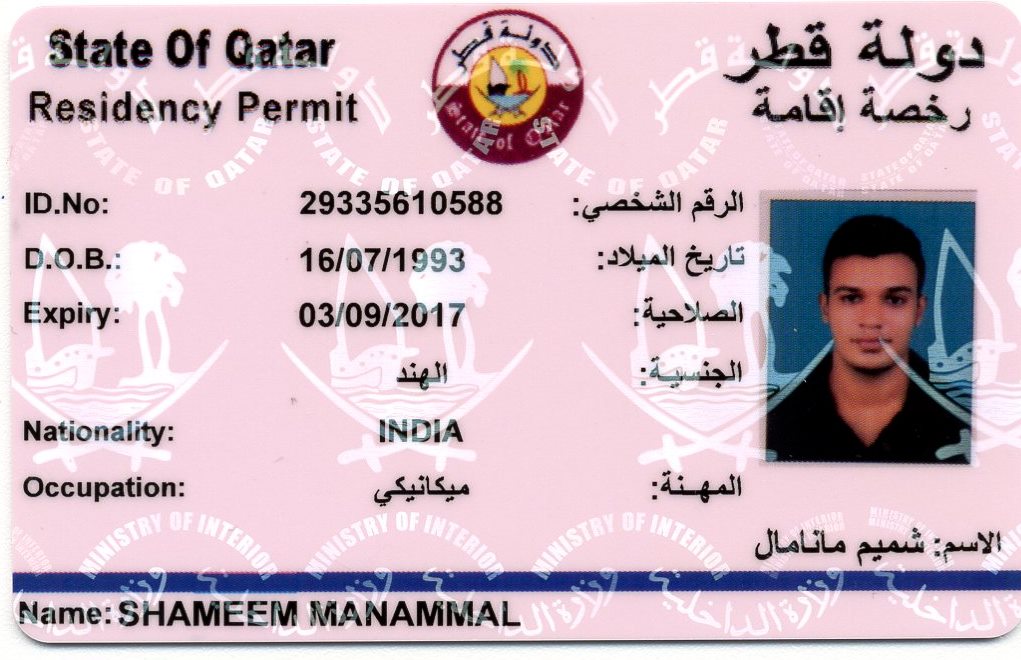 State Of Qatar
دولة قطر
Residency Permit
رخصة إقامة
دولة قطر
State of Qatar
ID.No: 29335610588 الرقم الشخصي:
D.O.B.: 16/07/1993 تاريخ الميلاد:
Expiry: 03/09/2017 الصلاحية:
الهند الجنسية:
Nationality: INDIA
Occupation: ميكانيكي المهنة:
الاسم: شميم مانامال
Name: SHAMEEM MANAMMAL
STATE OF QATAR
MINISTRY OF INTERIOR
وزارة الداخلية